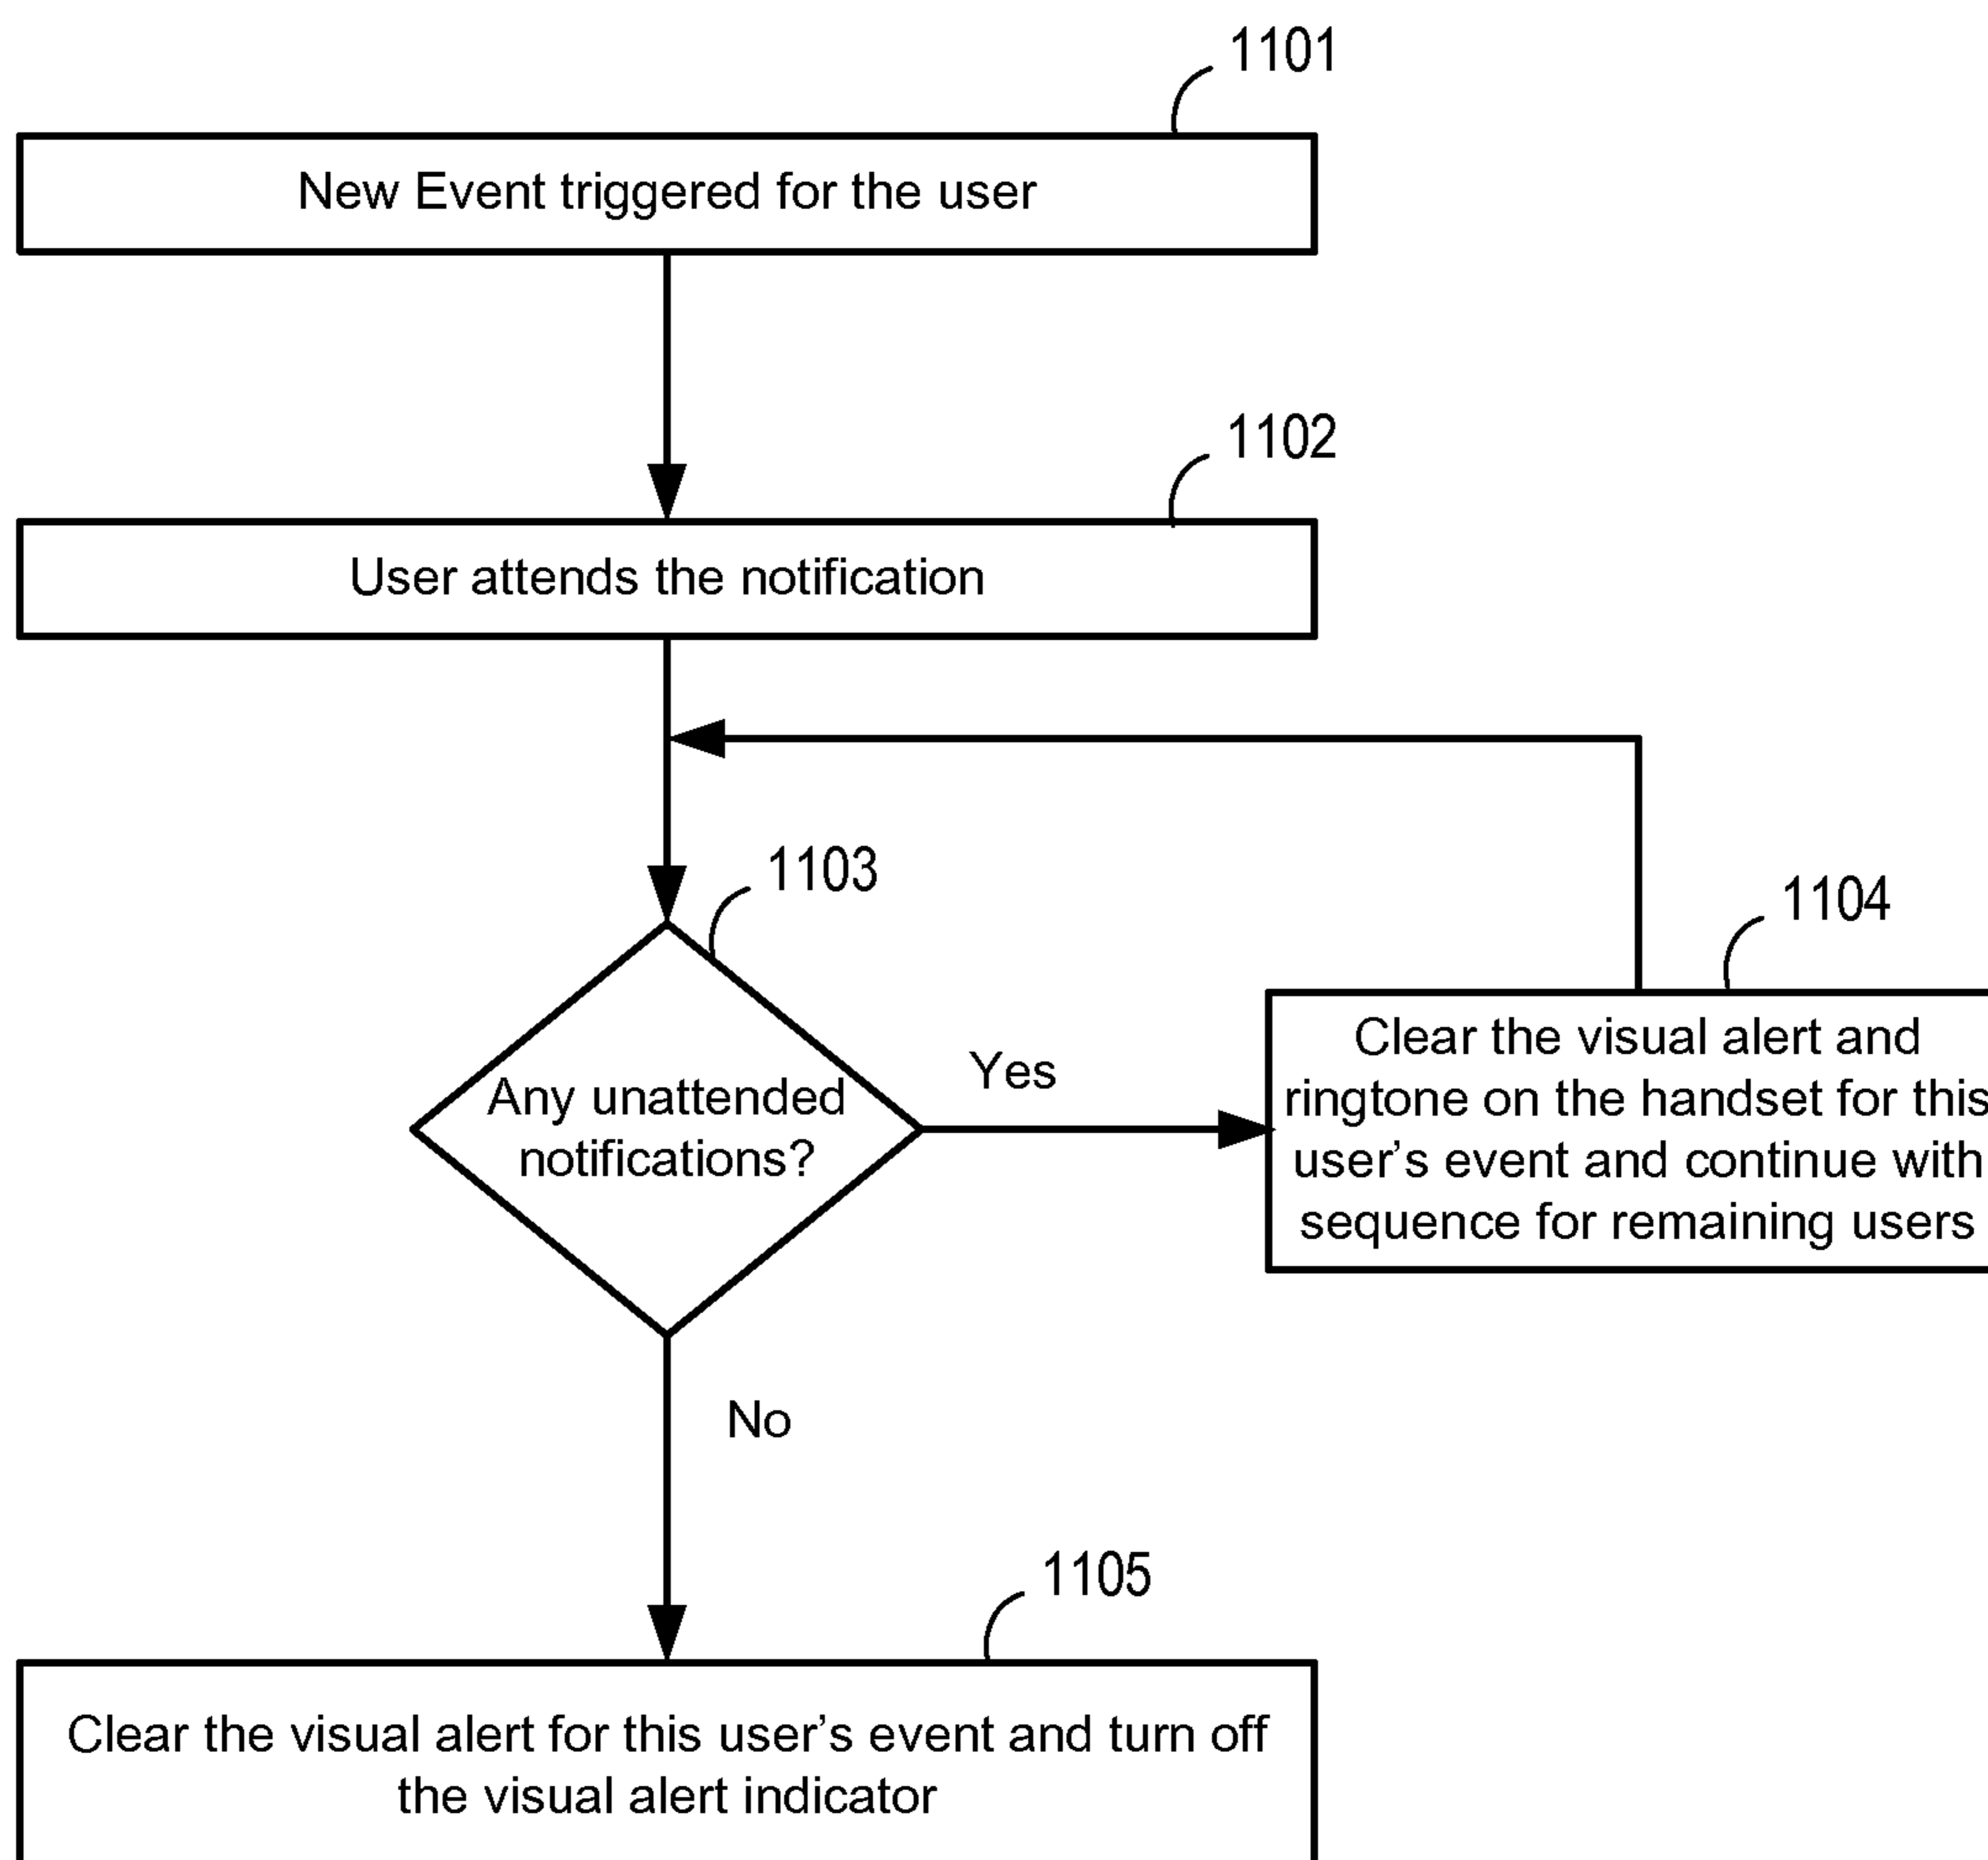 1101
New Event triggered for the user
1102
User attends the notification
1103
Any unattended
notifications?
Yes
1104
Clear the visual alert and
ringtone on the handset for this
user’s event and continue with
sequence for remaining users
No
1105
Clear the visual alert for this user’s event and turn off
the visual alert indicator